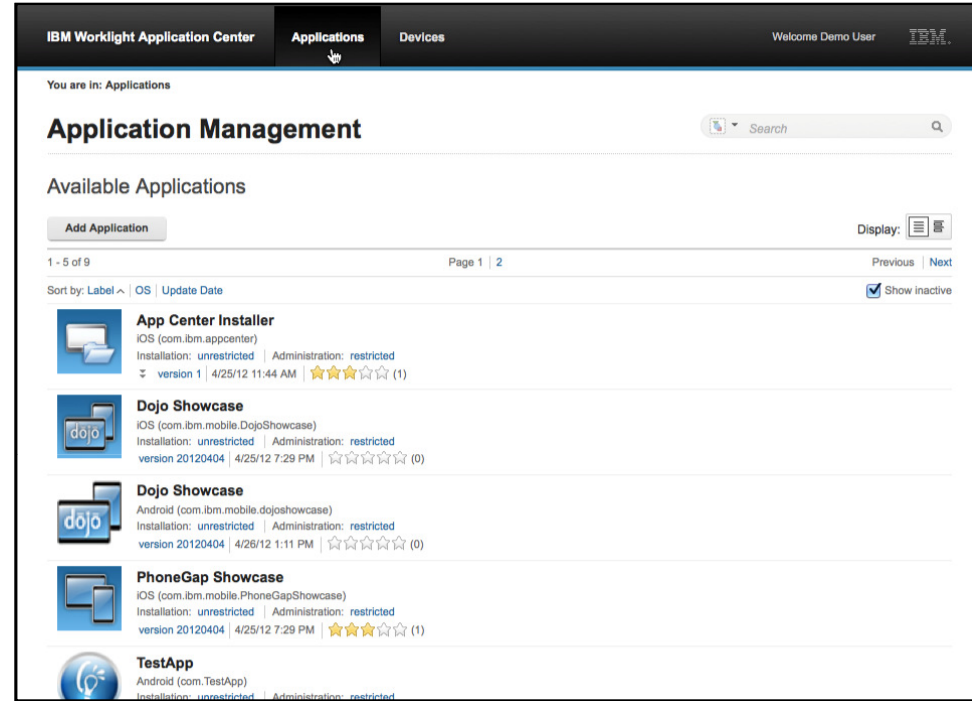 IBM Worklight Application Center Applications Devices Welcome Demo User IBM.
You are in: Applications
Application Management
Search
Available Applications
Add Application
Display:
1 - 5 of 9 Page 1 | 2 Previous | Next
Sort by: Label | OS | Update Date Show inactive
App Center Installer
iOS (com.ibm.appcenter)
Installation: unrestricted | Administration: restricted
version 1 | 4/25/12 11:44 AM | (1)
Dojo Showcase
dojo
iOS (com.ibm.mobile.DojoShowcase)
Installation: unrestricted | Administration: restricted
version 20120404 | 4/25/12 7:29 PM | (0)
Dojo Showcase
dojo
Android (com.ibm.mobile.dojoshowcase)
Installation: unrestricted | Administration: restricted
version 20120404 | 4/26/12 1:11 PM | (0)
PhoneGap Showcase
iOS (com.ibm.mobile.PhoneGapShowcase)
Installation: unrestricted | Administration: restricted
version 20120404 | 4/25/12 7:29 PM | (1)
TestApp
Android (com.TestApp)
Installation: unrestricted | Administration: restricted